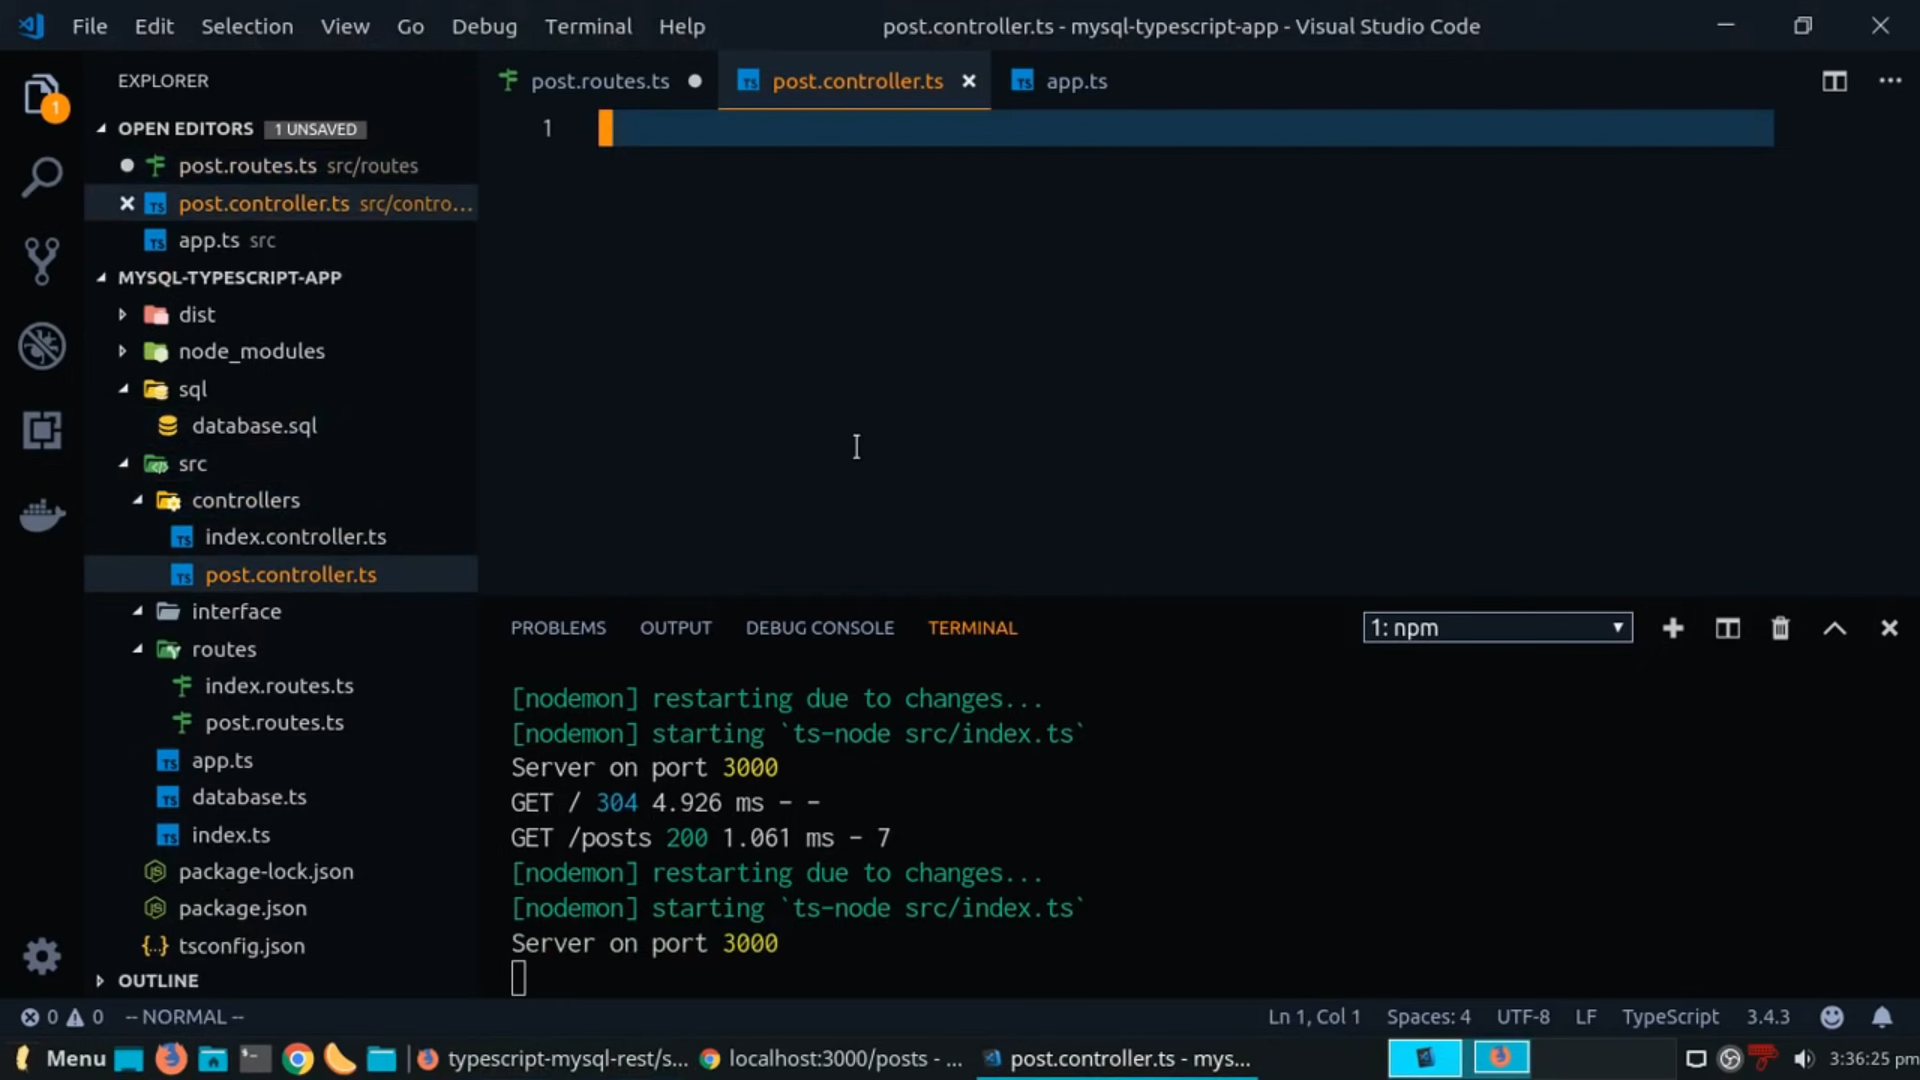 File Edit Selection View Go Debug Terminal Help
post.controller.ts - mysql-typescript-app - Visual Studio Code
EXPLORER
OPEN EDITORS 1 UNSAVED
post.routes.ts src/routes
post.controller.ts src/contro...
app.ts src
MYSQL-TYPESCRIPT-APP
dist
node_modules
sql
database.sql
src
controllers
index.controller.ts
post.controller.ts
interface
routes
index.routes.ts
post.routes.ts
app.ts
database.ts
index.ts
package-lock.json
package.json
{..} tsconfig.json
OUTLINE
1
post.routes.ts
post.controller.ts
app.ts
1
PROBLEMS OUTPUT DEBUG CONSOLE TERMINAL
1: npm
[nodemon] restarting due to changes...
[nodemon] starting `ts-node src/index.ts`
Server on port 3000
GET / 304 4.926 ms - -
GET /posts 200 1.061 ms - 7
[nodemon] restarting due to changes...
[nodemon] starting `ts-node src/index.ts`
Server on port 3000
0 0 -- NORMAL --
Ln 1, Col 1 Spaces: 4 UTF-8 LF TypeScript 3.4.3
Menu
typescript-mysql-rest/s...
localhost:3000/posts - ...
post.controller.ts - mys...
3:36:25 pm